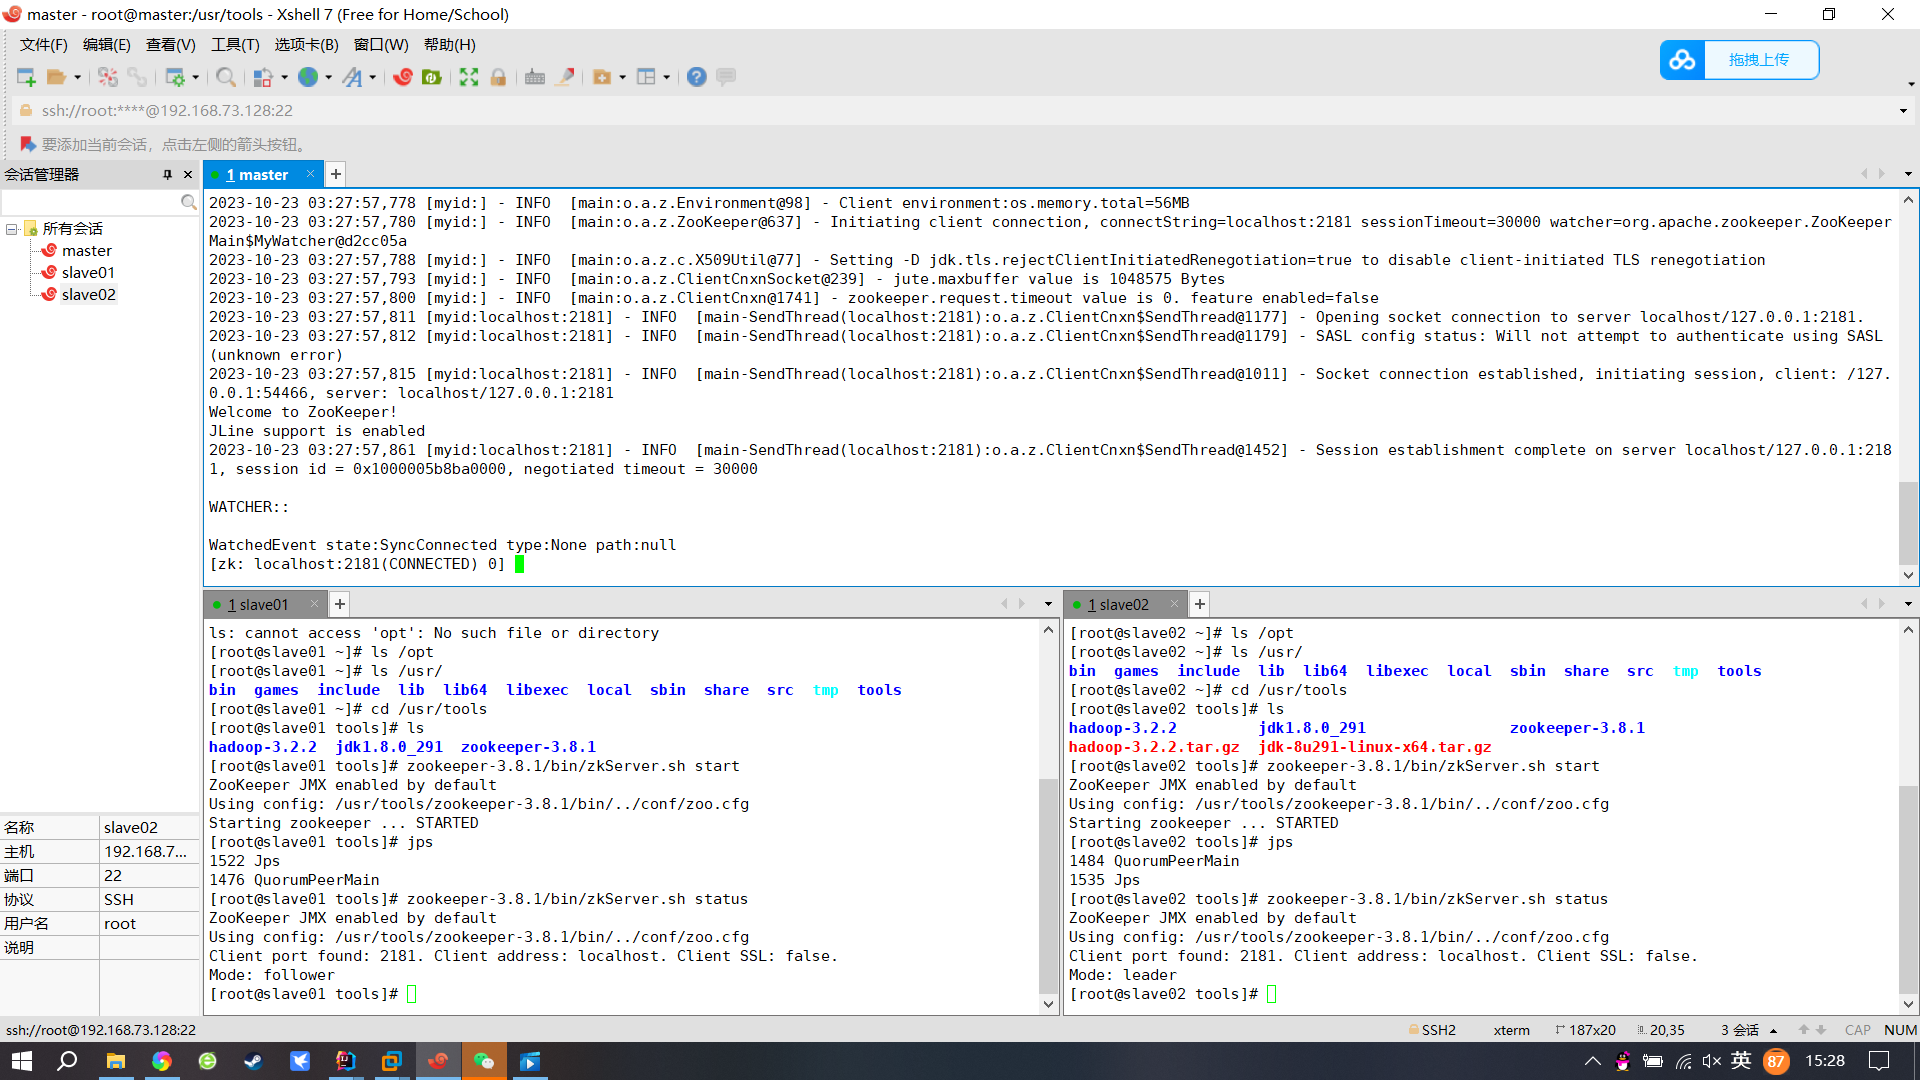 master - root@master:/usr/tools - Xshell 7 (Free for Home/School)
文件(F) 编辑(E) 查看(V) 工具(T) 选项卡(B) 窗口(W) 帮助(H)
拖拽上传
ssh://root:****@192.168.73.128:22
要添加当前会话，点击左侧的箭头按钮。
会话管理器
所有会话
master
slave01
slave02
名称 slave02
主机 192.168.7...
端口 22
协议 SSH
用户名 root
说明
1 master
2023-10-23 03:27:57,778 [myid:] - INFO  [main:o.a.z.Environment@98] - Client environment:os.memory.total=56MB
2023-10-23 03:27:57,780 [myid:] - INFO  [main:o.a.z.ZooKeeper@637] - Initiating client connection, connectString=localhost:2181 sessionTimeout=30000 watcher=org.apache.zookeeper.ZooKeeper
Main$MyWatcher@d2cc05a
2023-10-23 03:27:57,788 [myid:] - INFO  [main:o.a.z.c.X509Util@77] - Setting -D jdk.tls.rejectClientInitiatedRenegotiation=true to disable client-initiated TLS renegotiation
2023-10-23 03:27:57,793 [myid:] - INFO  [main:o.a.z.ClientCnxnSocket@239] - jute.maxbuffer value is 1048575 Bytes
2023-10-23 03:27:57,800 [myid:] - INFO  [main:o.a.z.ClientCnxn@1741] - zookeeper.request.timeout value is 0. feature enabled=false
2023-10-23 03:27:57,811 [myid:localhost:2181] - INFO  [main-SendThread(localhost:2181):o.a.z.ClientCnxn$SendThread@1177] - Opening socket connection to server localhost/127.0.0.1:2181.
2023-10-23 03:27:57,812 [myid:localhost:2181] - INFO  [main-SendThread(localhost:2181):o.a.z.ClientCnxn$SendThread@1179] - SASL config status: Will not attempt to authenticate using SASL
(unknown error)
2023-10-23 03:27:57,815 [myid:localhost:2181] - INFO  [main-SendThread(localhost:2181):o.a.z.ClientCnxn$SendThread@1011] - Socket connection established, initiating session, client: /127.
0.0.1:54466, server: localhost/127.0.0.1:2181
Welcome to ZooKeeper!
JLine support is enabled
2023-10-23 03:27:57,861 [myid:localhost:2181] - INFO  [main-SendThread(localhost:2181):o.a.z.ClientCnxn$SendThread@1452] - Session establishment complete on server localhost/127.0.0.1:218
1, session id = 0x1000005b8ba0000, negotiated timeout = 30000
WATCHER::
WatchedEvent state:SyncConnected type:None path:null
[zk: localhost:2181(CONNECTED) 0]
1 slave01
ls: cannot access 'opt': No such file or directory
[root@slave01 ~]# ls /opt
[root@slave01 ~]# ls /usr/
bin  games  include  lib  lib64  libexec  local  sbin  share  src  tmp  tools
[root@slave01 ~]# cd /usr/tools
[root@slave01 tools]# ls
hadoop-3.2.2  jdk1.8.0_291  zookeeper-3.8.1
[root@slave01 tools]# zookeeper-3.8.1/bin/zkServer.sh start
ZooKeeper JMX enabled by default
Using config: /usr/tools/zookeeper-3.8.1/bin/../conf/zoo.cfg
Starting zookeeper ... STARTED
[root@slave01 tools]# jps
1522 Jps
1476 QuorumPeerMain
[root@slave01 tools]# zookeeper-3.8.1/bin/zkServer.sh status
ZooKeeper JMX enabled by default
Using config: /usr/tools/zookeeper-3.8.1/bin/../conf/zoo.cfg
Client port found: 2181. Client address: localhost. Client SSL: false.
Mode: follower
[root@slave01 tools]#
1 slave02
[root@slave02 ~]# ls /opt
[root@slave02 ~]# ls /usr/
bin  games  include  lib  lib64  libexec  local  sbin  share  src  tmp  tools
[root@slave02 ~]# cd /usr/tools
[root@slave02 tools]# ls
hadoop-3.2.2  jdk1.8.0_291  zookeeper-3.8.1
hadoop-3.2.2.tar.gz  jdk-8u291-linux-x64.tar.gz
[root@slave02 tools]# zookeeper-3.8.1/bin/zkServer.sh start
ZooKeeper JMX enabled by default
Using config: /usr/tools/zookeeper-3.8.1/bin/../conf/zoo.cfg
Starting zookeeper ... STARTED
[root@slave02 tools]# jps
1484 QuorumPeerMain
1535 Jps
[root@slave02 tools]# zookeeper-3.8.1/bin/zkServer.sh status
ZooKeeper JMX enabled by default
Using config: /usr/tools/zookeeper-3.8.1/bin/../conf/zoo.cfg
Client port found: 2181. Client address: localhost. Client SSL: false.
Mode: leader
[root@slave02 tools]#
ssh://root@192.168.73.128:22 SSH2 xterm 187x20 20,35 3 会话 CAP NUM
英 87 15:28